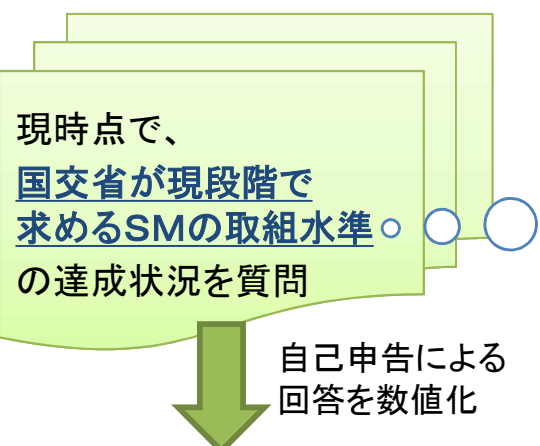 現時点で、
国交省が現段階で
求めるSMの取組水準
の達成状況を質問
自己申告による
回答を数値化